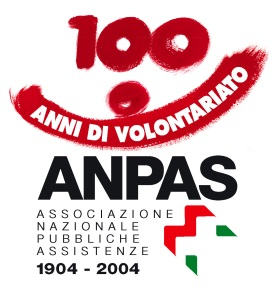 100
ANNI DI VOLONTARIATO
ANPAS
ASSOCIAZIONE
NAZIONALE
PUBBLICHE
ASSISTENZE
1904 - 2004